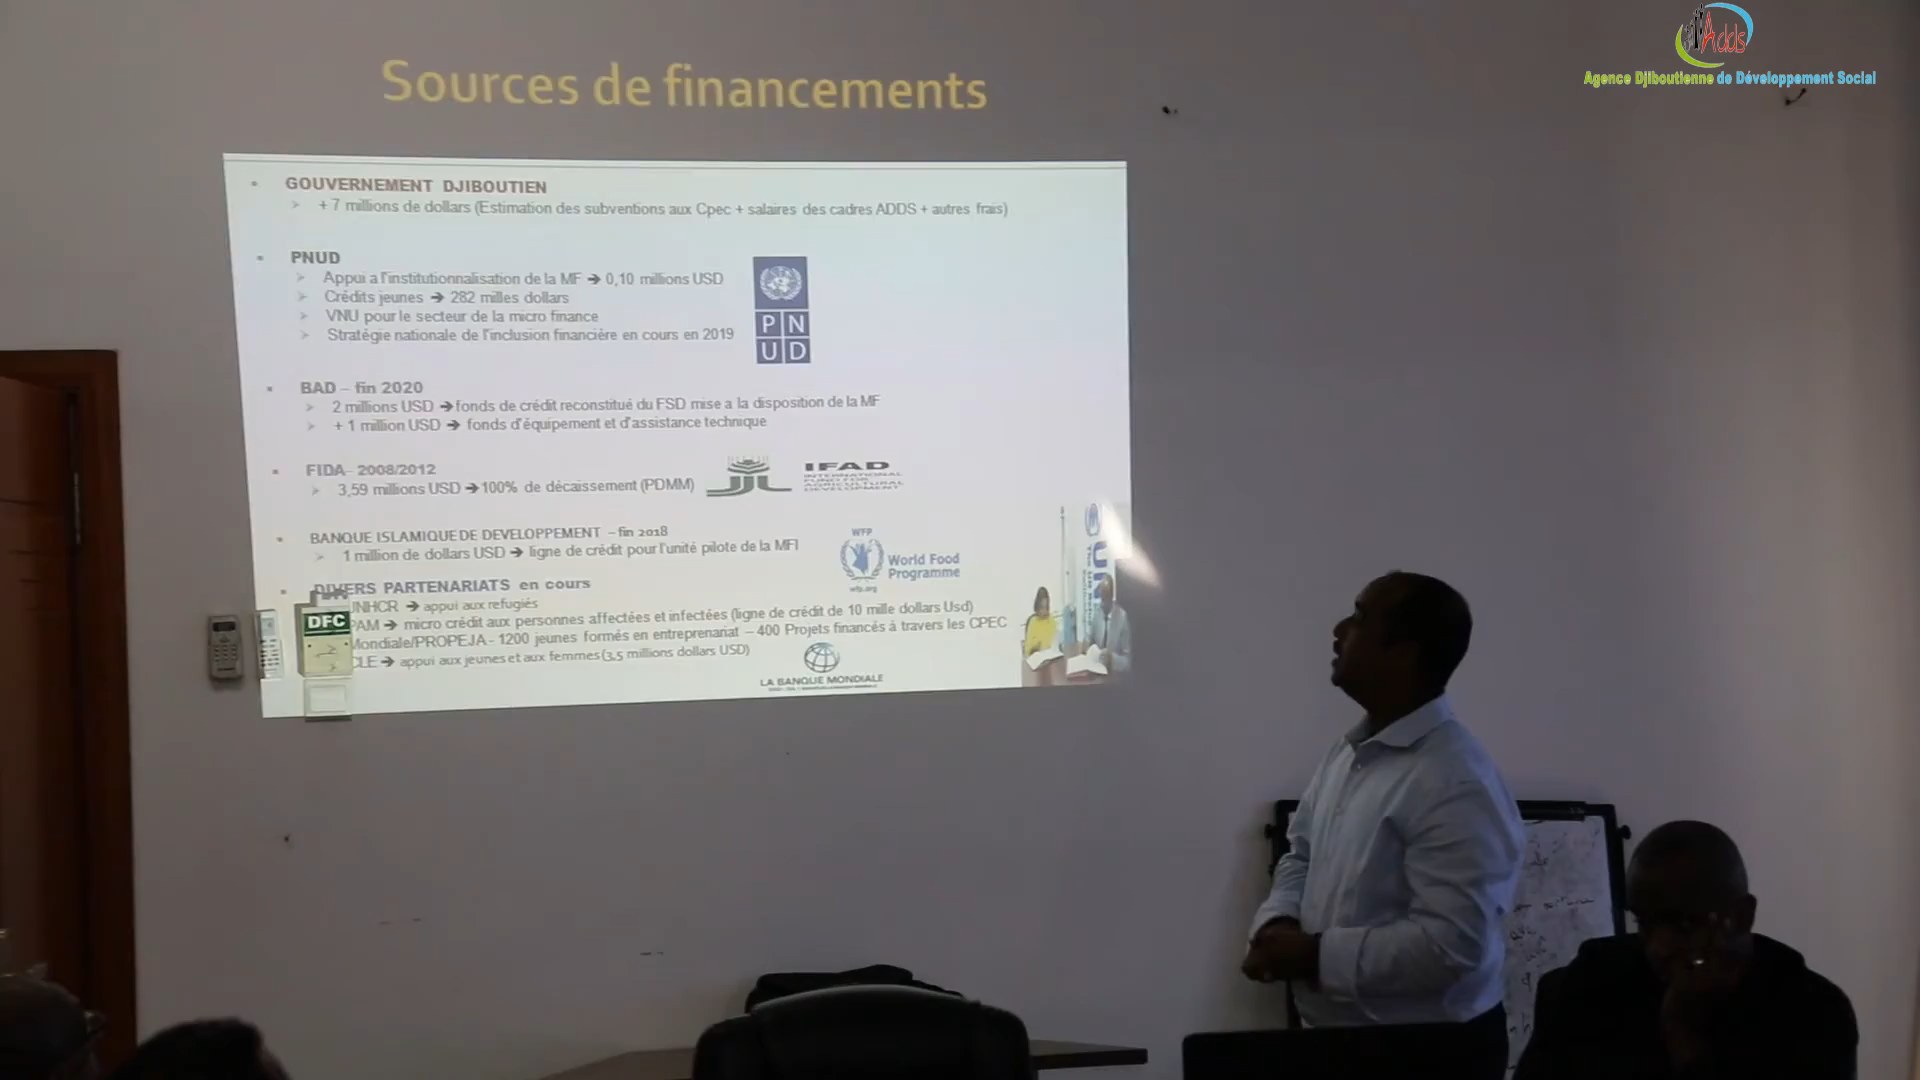 Adds
Agence Djiboutienne de Développement Social
Sources de financements
GOUVERNEMENT DJIBOUTIEN
+ 7 millions de dollars (Estimation des subventions aux Cpec + salaires des cadres ADDS + autres frais)
PNUD
Appui a l'institutionnalisation de la MF ➔ 0,10 millions USD
Crédits jeunes ➔ 282 milles dollars
VNU pour le secteur de la micro finance
Stratégie nationale de l'inclusion financière en cours en 2019
PN
UD
BAD – fin 2020
2 millions USD ➔fonds de crédit reconstitué du FSD mise a la disposition de la MF
+ 1 million USD ➔ fonds d'équipement et d'assistance technique
FIDA– 2008/2012
3,59 millions USD ➔100% de décaissement (PDMM)
IFAD
INTERNATIONAL
FUND FOR
AGRICULTURAL
DEVELOPMENT
BANQUE ISLAMIQUE DE DEVELOPPEMENT – fin 2018
1 million de dollars USD ➔ ligne de crédit pour l'unité pilote de la MFI
WFP
World Food
Programme
wfp.org
DIVERS PARTENARIATS en cours
UNHCR ➔ appui aux refugiés
PAM ➔ micro crédit aux personnes affectées et infectées (ligne de crédit de 10 mille dollars Usd)
Mondiale/PROPEJA - 1200 jeunes formés en entreprenariat – 400 Projets financés à travers les CPEC
CLE ➔ appui aux jeunes et aux femmes (3,5 millions dollars USD)
LA BANQUE MONDIALE
DFC